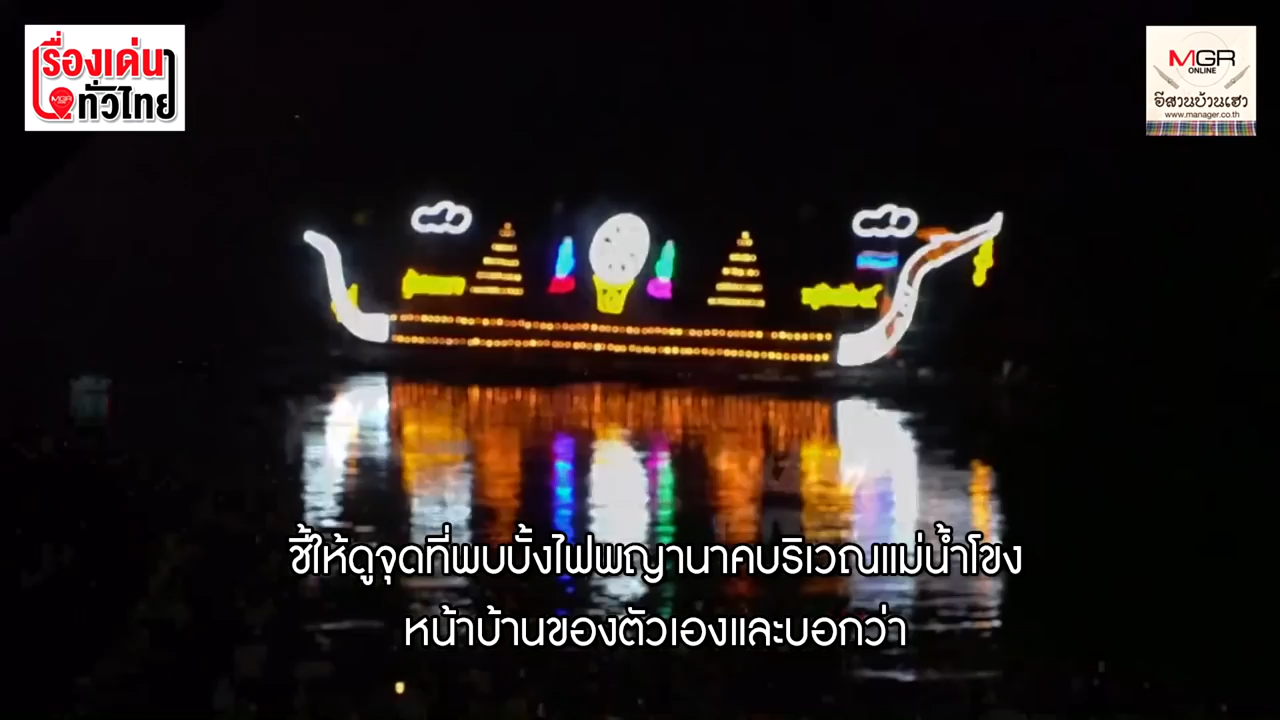 เรื่องเด่น
MGR
ทั่วไทย
MGR
ONLINE
อีสานบ้านเฮา
www.manager.co.th
ชี้ให้ดูจุดที่พบบั้งไฟพญานาคบริเวณแม่น้ำโขง
หน้าบ้านของตัวเองและบอกว่า